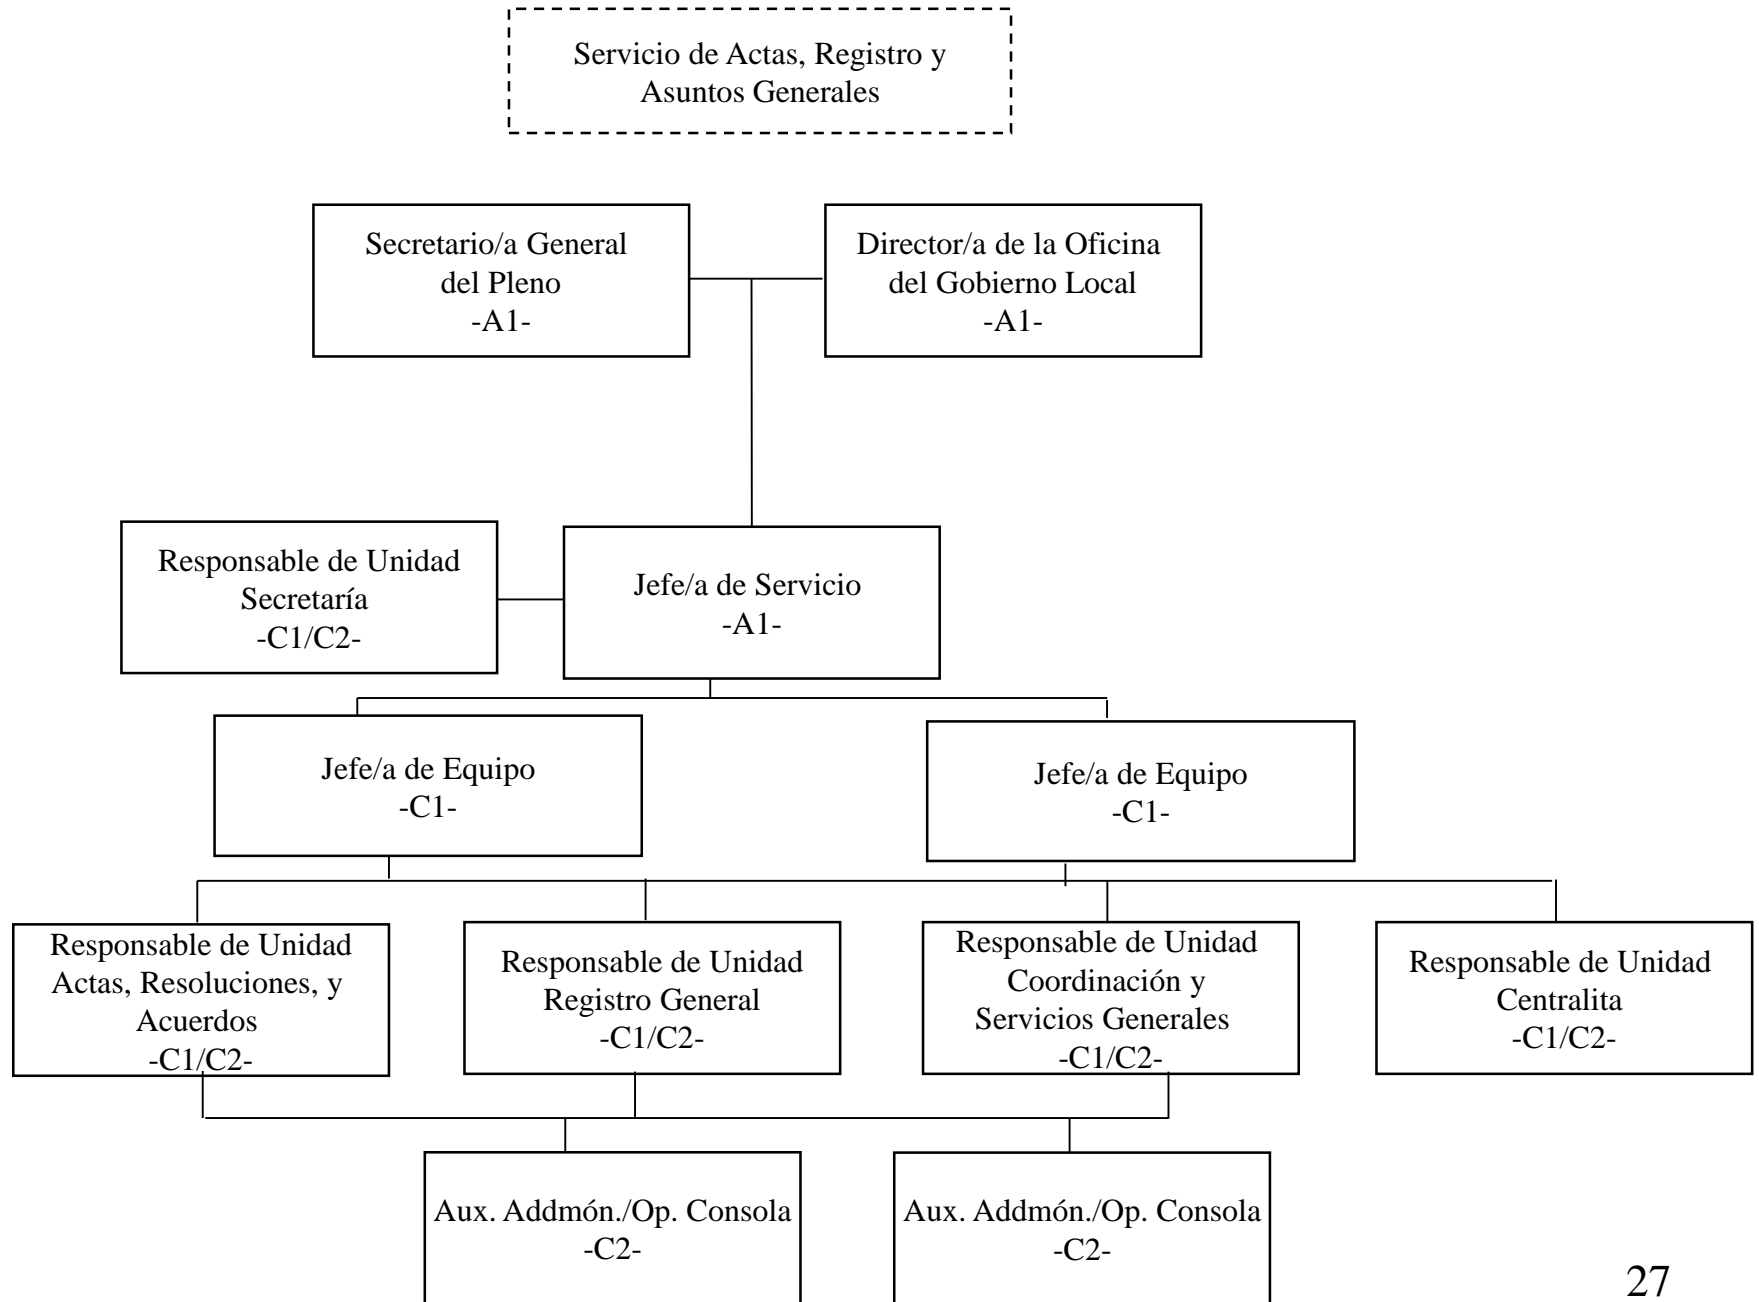 Servicio de Actas, Registro y
Asuntos Generales
Secretario/a General
del Pleno
-A1-
Director/a de la Oficina
del Gobierno Local
-A1-
Responsable de Unidad
Secretaría
-C1/C2-
Jefe/a de Servicio
-A1-
Jefe/a de Equipo
-C1-
Jefe/a de Equipo
-C1-
Responsable de Unidad
Actas, Resoluciones, y
Acuerdos
-C1/C2-
Responsable de Unidad
Registro General
-C1/C2-
Responsable de Unidad
Coordinación y
Servicios Generales
-C1/C2-
Responsable de Unidad
Centralita
-C1/C2-
Aux. Addmón./Op. Consola
-C2-
Aux. Addmón./Op. Consola
-C2-
27